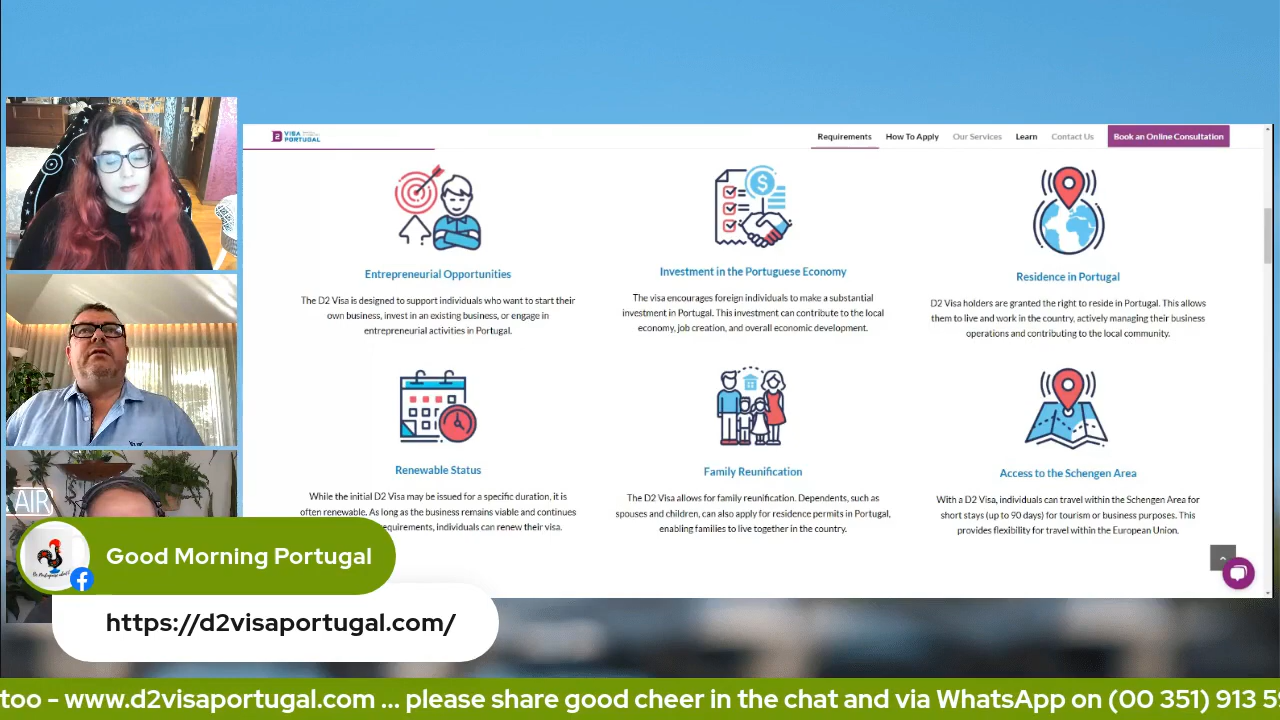 2 VISA
PORTUGAL
Requirements How To Apply Our Services Learn Contact Us Book an Online Consultation
Entrepreneurial Opportunities
The D2 Visa is designed to support individuals who want to start their
own business, invest in an existing business, or engage in
entrepreneurial activities in Portugal.
Investment in the Portuguese Economy
The visa encourages foreign individuals to make a substantial
investment in Portugal. This investment can contribute to the local
economy, job creation, and overall economic development.
Residence in Portugal
D2 Visa holders are granted the right to reside in Portugal. This allows
them to live and work in the country, actively managing their business
operations and contributing to the local community.
Renewable Status
While the initial D2 Visa may be issued for a specific duration, it is
often renewable. As long as the business remains viable and continues
equirements, individuals can renew their visa.
Family Reunification
The D2 Visa allows for family reunification. Dependents, such as
spouses and children, can also apply for residence permits in Portugal,
enabling families to live together in the country.
Access to the Schengen Area
With a D2 Visa, individuals can travel within the Schengen Area for
short stays (up to 90 days) for tourism or business purposes. This
provides flexibility for travel within the European Union.
AIR
Good Morning Portugal
https://d2visaportugal.com/
too - www.d2visaportugal.com ... please share good cheer in the chat and via WhatsApp on (00 351) 913 5